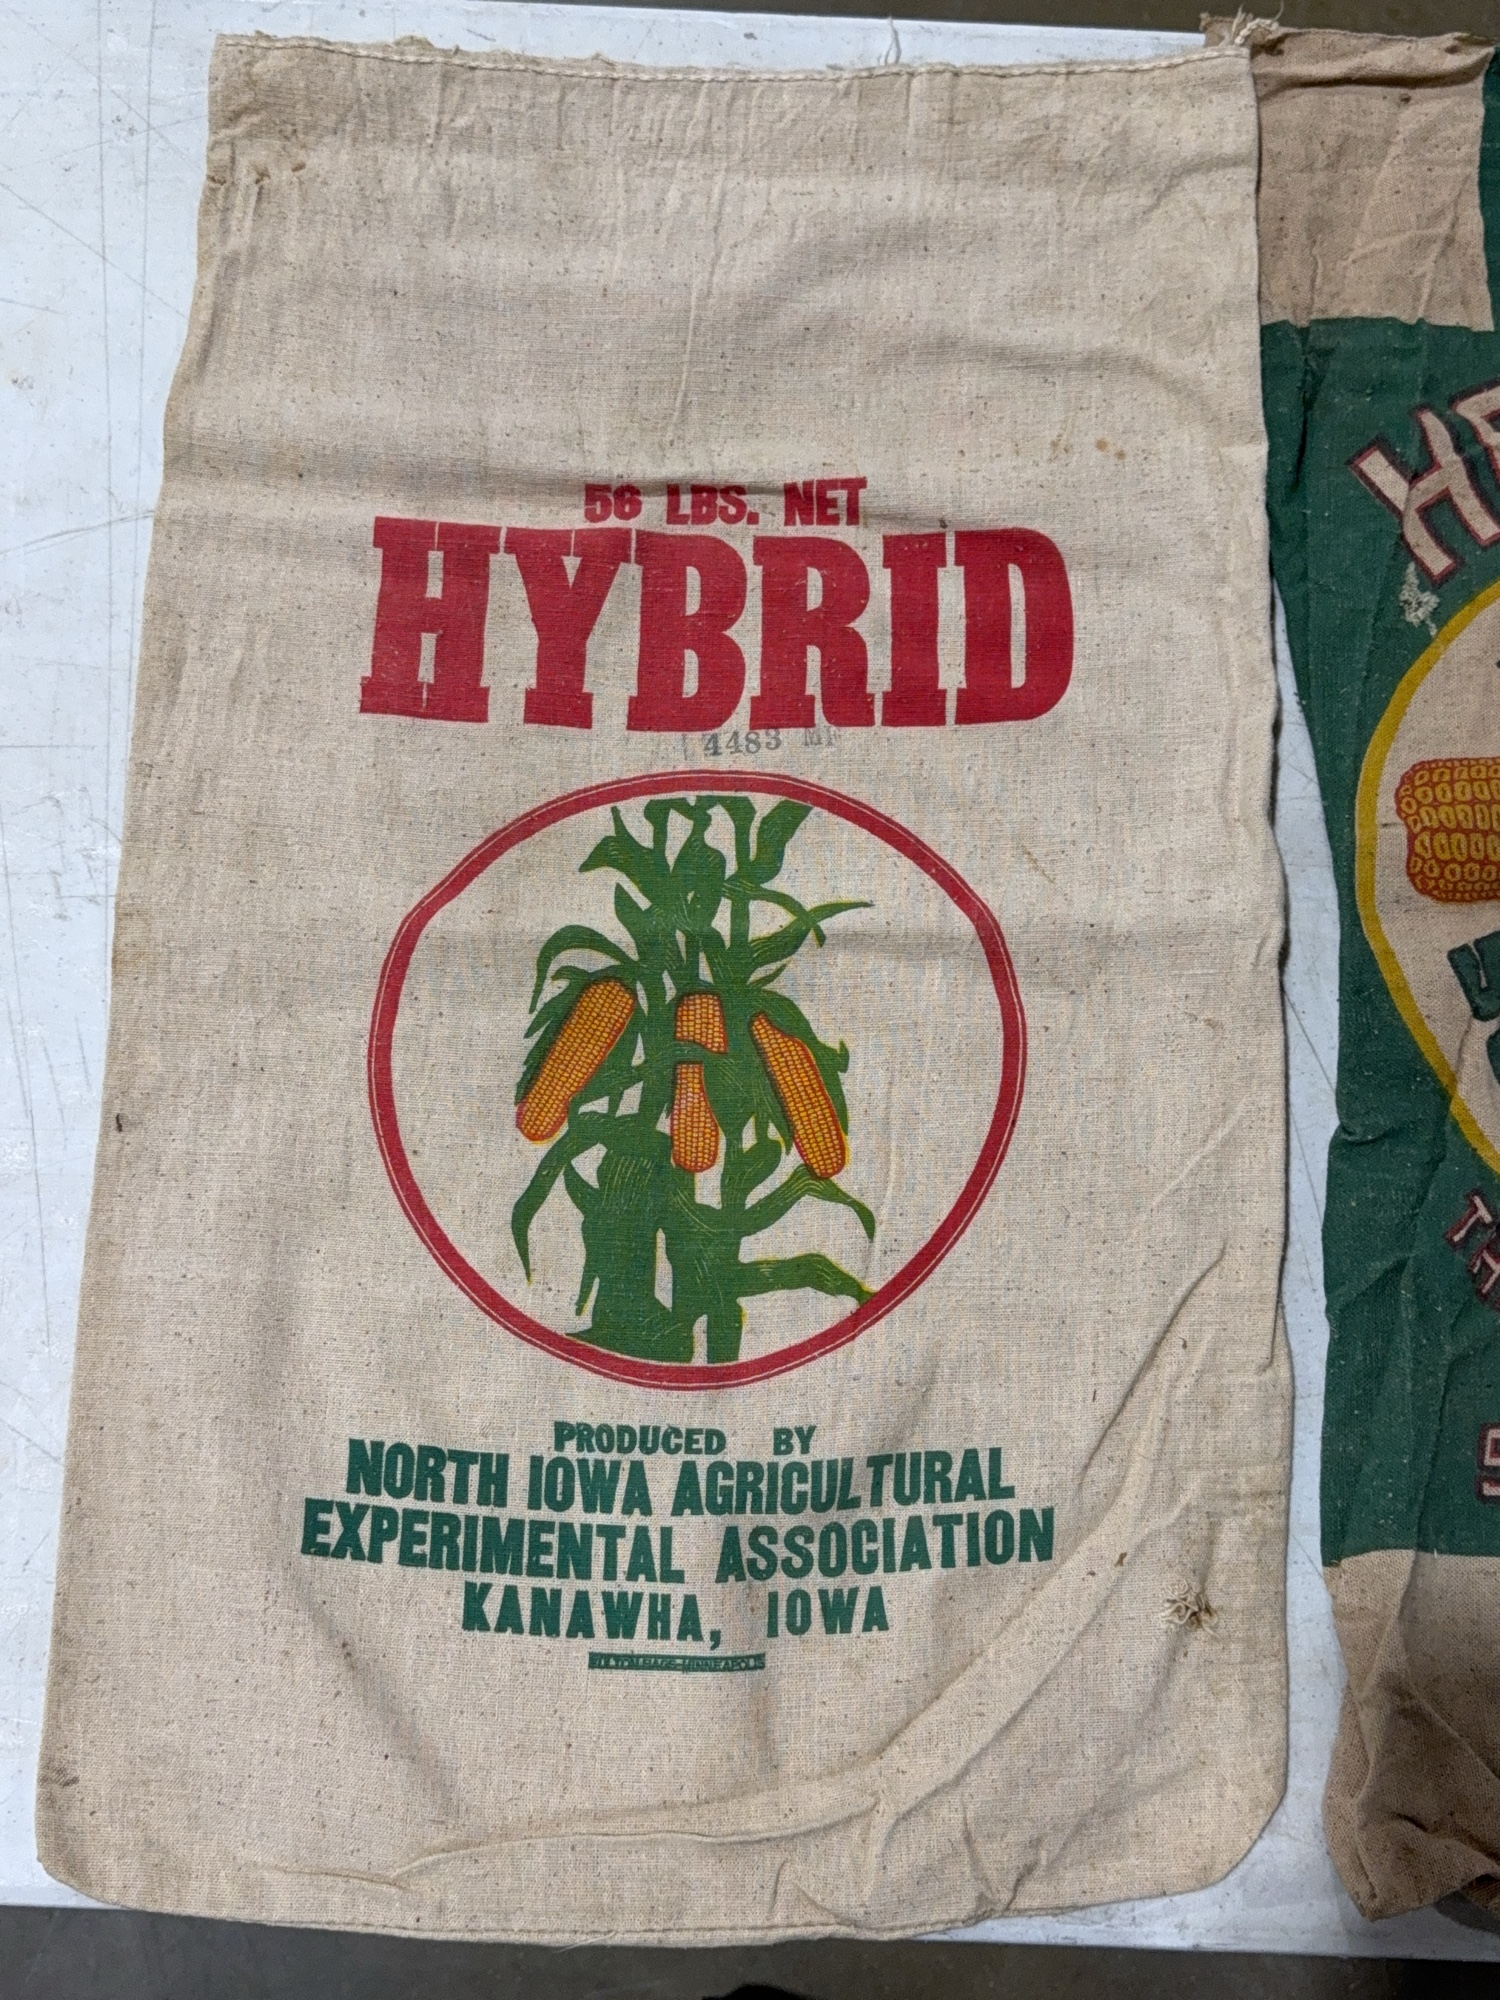 56 LBS. NET
HYBRID
4483 MF
PRODUCED BY
NORTH IOWA AGRICULTURAL
EXPERIMENTAL ASSOCIATION
KANAWHA, IOWA